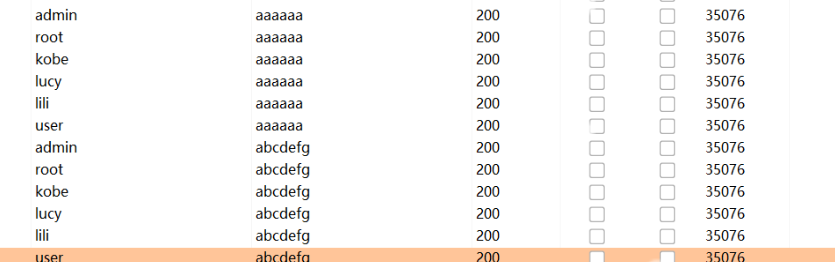 admin aaaaaa 200 35076
root aaaaaa 200 35076
kobe aaaaaa 200 35076
lucy aaaaaa 200 35076
lili aaaaaa 200 35076
user aaaaaa 200 35076
admin abcdefg 200 35076
root abcdefg 200 35076
kobe abcdefg 200 35076
lucy abcdefg 200 35076
lili abcdefg 200 35076
user abcdefg 200 35076